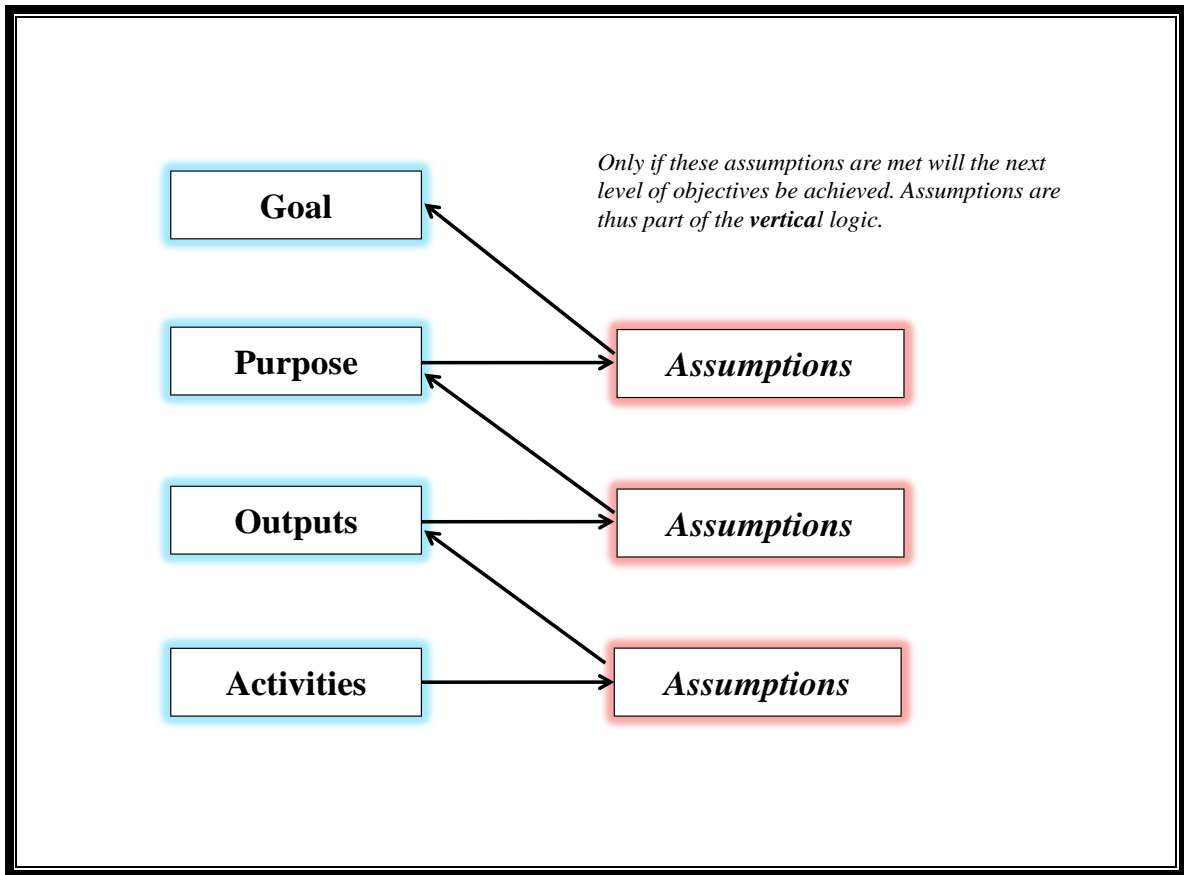 Goal
Only if these assumptions are met will the next
level of objectives be achieved. Assumptions are
thus part of the vertical logic.
Purpose
Assumptions
Outputs
Assumptions
Activities
Assumptions